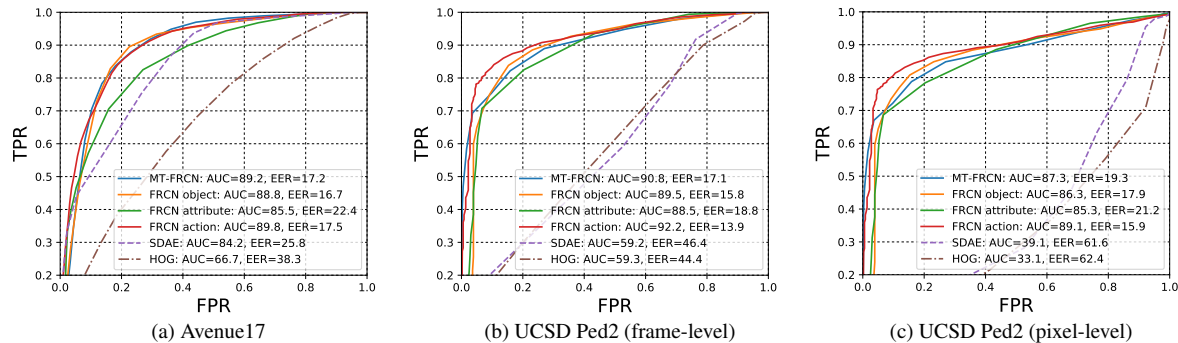 1.0
0.9
0.8
0.7
0.6
0.5
0.4
0.3
0.2
TPR
0.0 0.2 0.4 0.6 0.8 1.0
FPR
MT-FRCN: AUC=89.2, EER=17.2
FRCN object: AUC=88.8, EER=16.7
FRCN attribute: AUC=85.5, EER=22.4
FRCN action: AUC=89.8, EER=17.5
SDAE: AUC=84.2, EER=25.8
HOG: AUC=66.7, EER=38.3
(a) Avenue17
1.0
0.9
0.8
0.7
0.6
0.5
0.4
0.3
0.2
TPR
0.0 0.2 0.4 0.6 0.8 1.0
FPR
MT-FRCN: AUC=90.8, EER=17.1
FRCN object: AUC=89.5, EER=15.8
FRCN attribute: AUC=88.5, EER=18.8
FRCN action: AUC=92.2, EER=13.9
SDAE: AUC=59.2, EER=46.4
HOG: AUC=59.3, EER=44.4
(b) UCSD Ped2 (frame-level)
1.0
0.9
0.8
0.7
0.6
0.5
0.4
0.3
0.2
TPR
0.0 0.2 0.4 0.6 0.8 1.0
FPR
MT-FRCN: AUC=87.3, EER=19.3
FRCN object: AUC=86.3, EER=17.9
FRCN attribute: AUC=85.3, EER=21.2
FRCN action: AUC=89.1, EER=15.9
SDAE: AUC=39.1, EER=61.6
HOG: AUC=33.1, EER=62.4
(c) UCSD Ped2 (pixel-level)